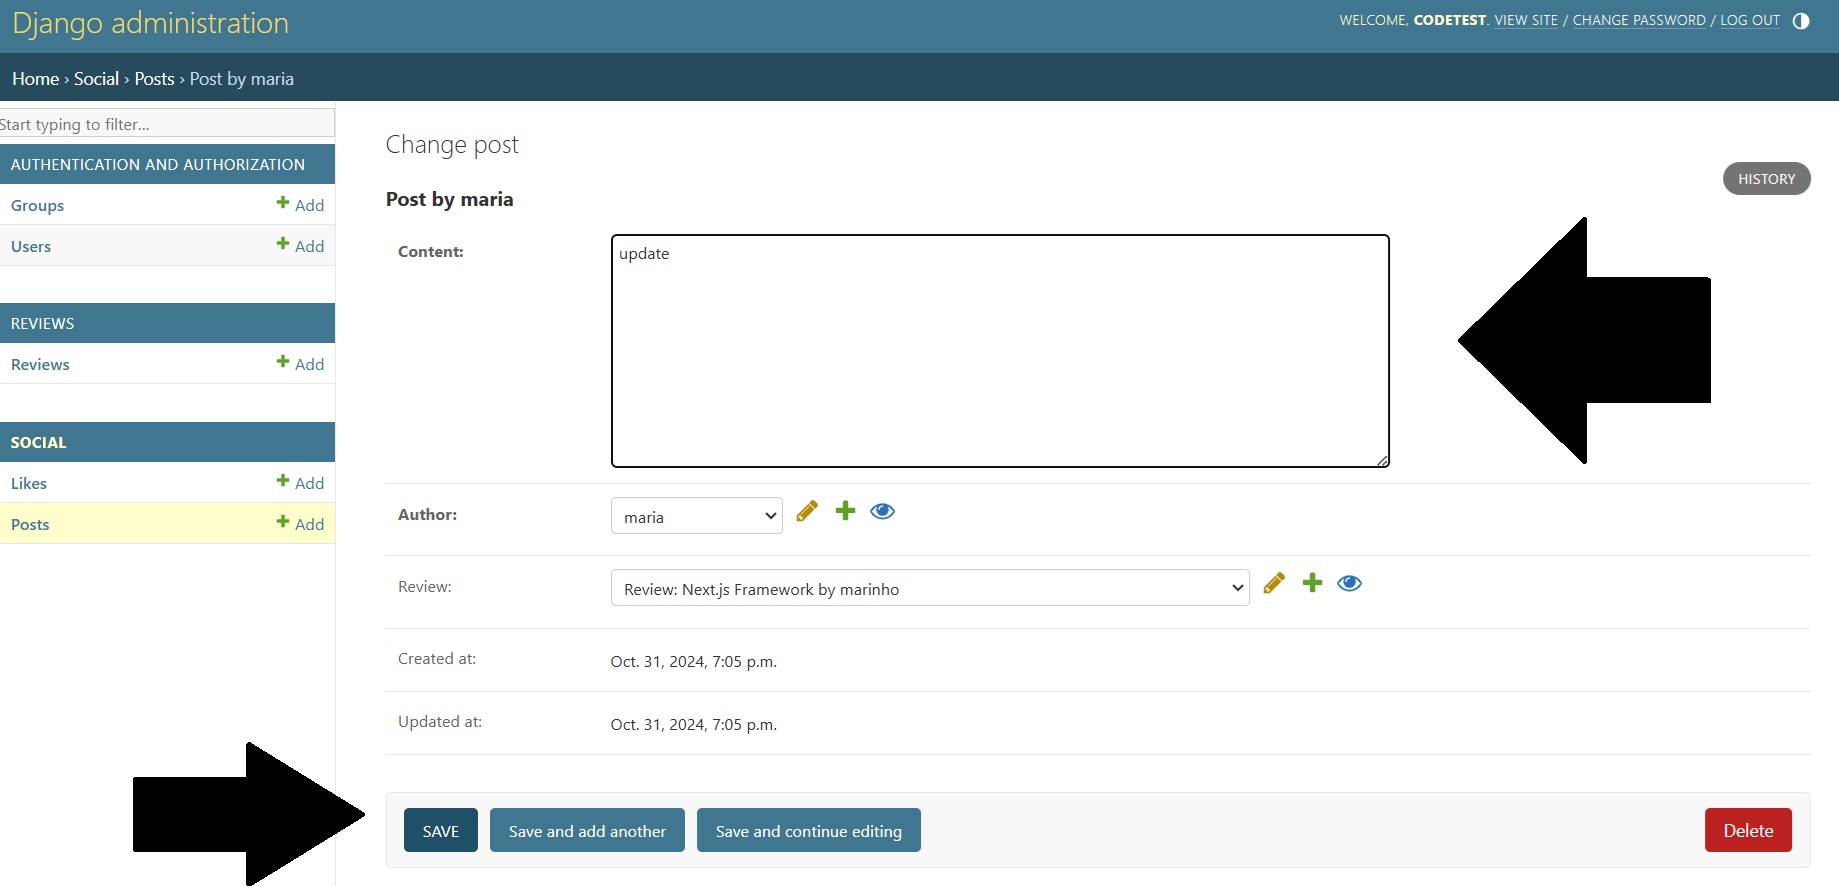 Django administration
WELCOME, CODETEST. VIEW SITE / CHANGE PASSWORD / LOG OUT
Home › Social › Posts › Post by maria
Start typing to filter...
AUTHENTICATION AND AUTHORIZATION
Groups Add
Users Add
REVIEWS
Reviews Add
SOCIAL
Likes Add
Posts Add
Change post
HISTORY
Post by maria
Content: update
Author: maria
Review: Review: Next.js Framework by marinho
Created at: Oct. 31, 2024, 7:05 p.m.
Updated at: Oct. 31, 2024, 7:05 p.m.
SAVE Save and add another Save and continue editing Delete